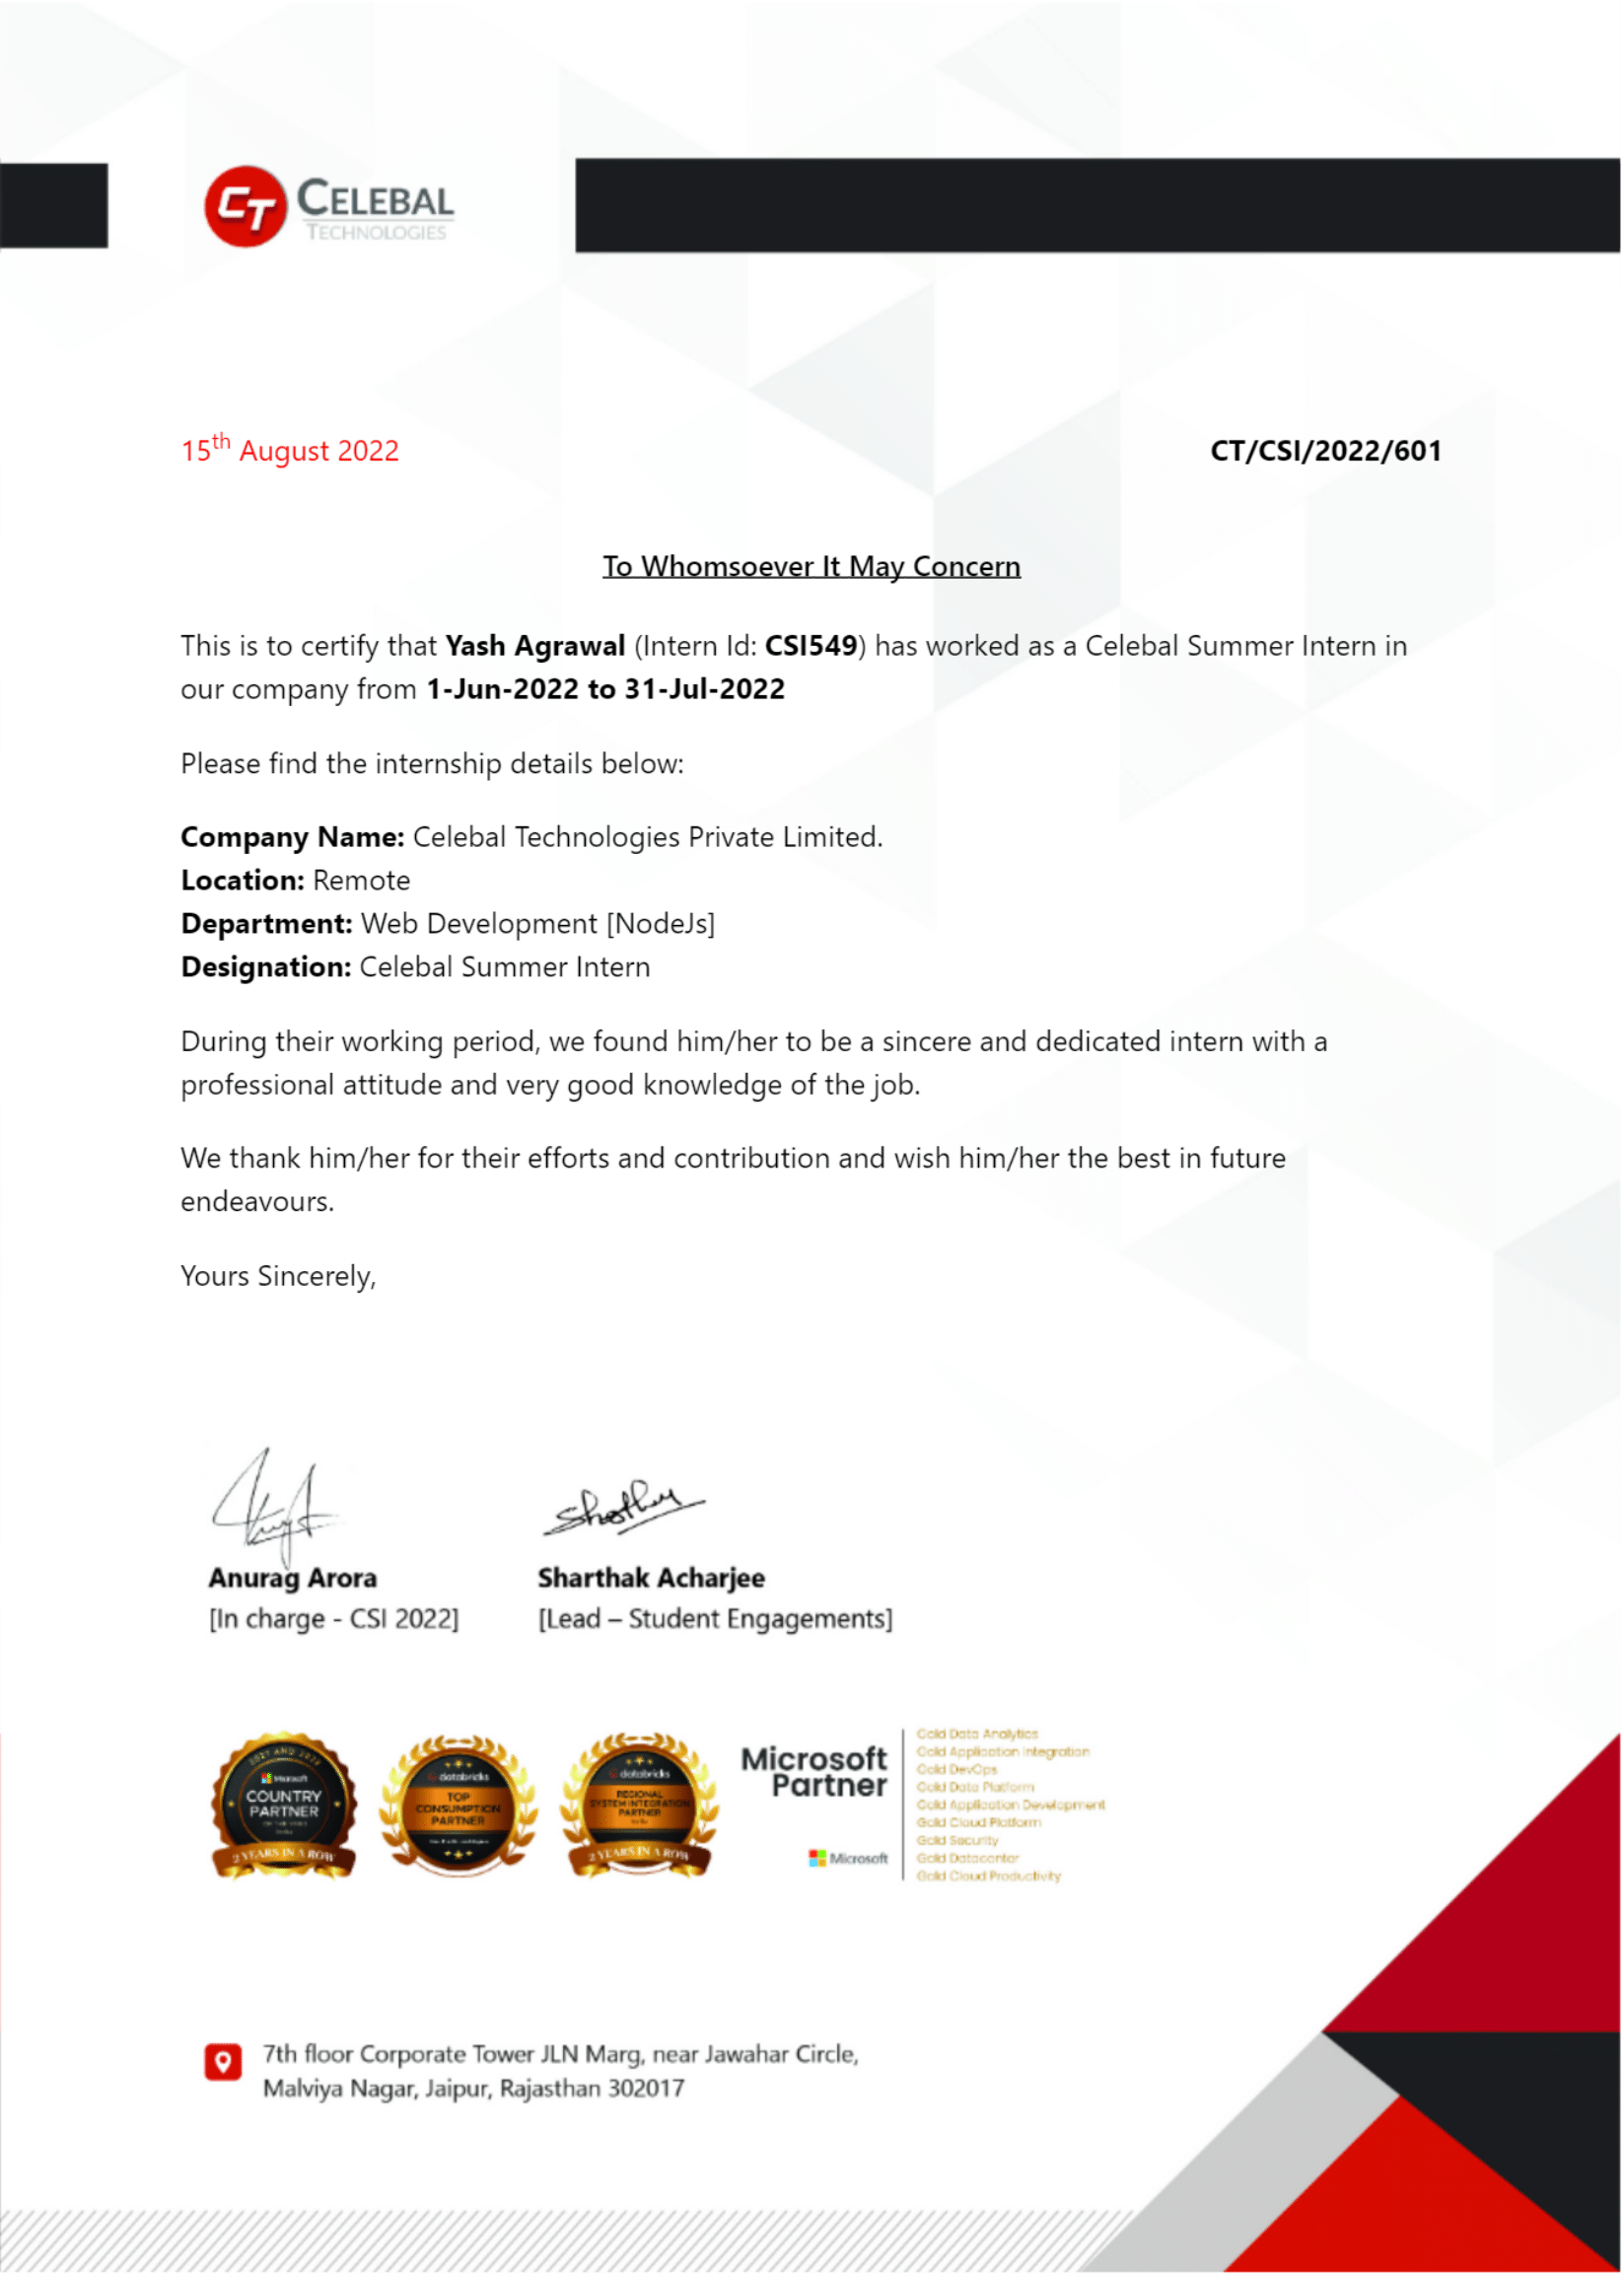 CT CELEBAL
TECHNOLOGIES
15th August 2022 CT/CSI/2022/601
To Whomsoever It May Concern
This is to certify that Yash Agrawal (Intern Id: CSI549) has worked as a Celebal Summer Intern in
our company from 1-Jun-2022 to 31-Jul-2022
Please find the internship details below:
Company Name: Celebal Technologies Private Limited.
Location: Remote
Department: Web Development [NodeJs]
Designation: Celebal Summer Intern
During their working period, we found him/her to be a sincere and dedicated intern with a
professional attitude and very good knowledge of the job.
We thank him/her for their efforts and contribution and wish him/her the best in future
endeavours.
Yours Sincerely,
Anurag Arora
[In charge - CSI 2022]
Sharthak Acharjee
[Lead – Student Engagements]
2021 AND 2022
Microsoft
COUNTRY
PARTNER
OF THE YEAR
India
2 YEARS IN A ROW
databricks
TOP
CONSUMPTION
PARTNER
databricks
REGIONAL
SYSTEM INTEGRATION
PARTNER
India
2 YEARS IN A ROW
Microsoft
Partner
Microsoft
Gold Data Analytics
Gold Application Integration
Gold DevOps
Gold Data Platform
Gold Application Development
Gold Cloud Platform
Gold Security
Gold Datacenter
Gold Cloud Productivity
7th floor Corporate Tower JLN Marg, near Jawahar Circle,
Malviya Nagar, Jaipur, Rajasthan 302017